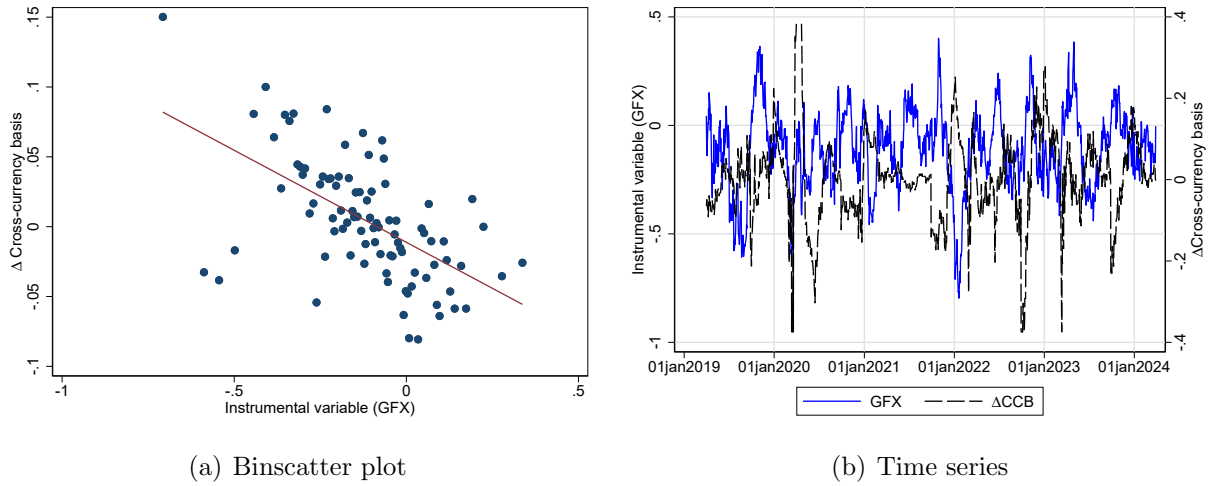 .15
.1
.05
0
-.05
-.1
Δ Cross-currency basis
-1
-.5
0
.5
Instrumental variable (GFX)
(a) Binscatter plot
.5
0
-.5
-1
Instrumental variable (GFX)
.4
.2
0
-.2
-.4
ΔCross-currency basis
01jan2019
01jan2020
01jan2021
01jan2022
01jan2023
01jan2024
GFX
ΔCCB
(b) Time series